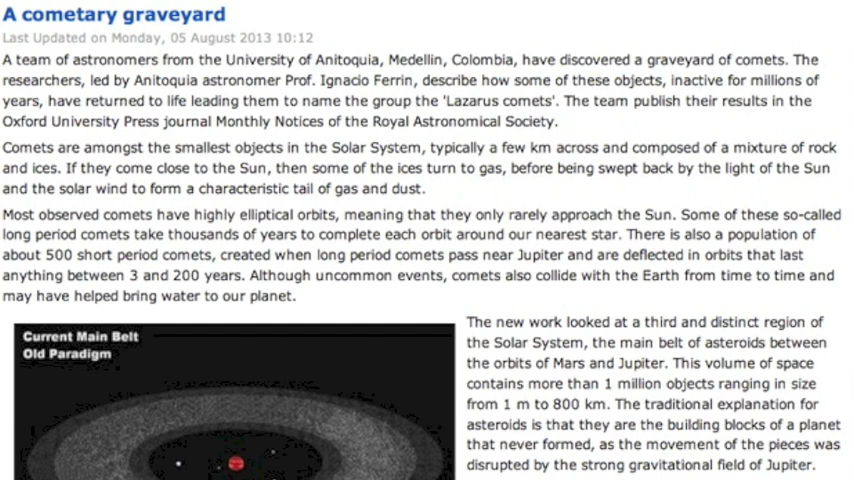 A cometary graveyard
Last Updated on Monday, 05 August 2013 10:12
A team of astronomers from the University of Anitoquia, Medellin, Colombia, have discovered a graveyard of comets. The
researchers, led by Anitoquia astronomer Prof. Ignacio Ferrin, describe how some of these objects, inactive for millions of
years, have returned to life leading them to name the group the 'Lazarus comets'. The team publish their results in the
Oxford University Press journal Monthly Notices of the Royal Astronomical Society.
Comets are amongst the smallest objects in the Solar System, typically a few km across and composed of a mixture of rock
and ices. If they come close to the Sun, then some of the ices turn to gas, before being swept back by the light of the Sun
and the solar wind to form a characteristic tail of gas and dust.
Most observed comets have highly elliptical orbits, meaning that they only rarely approach the Sun. Some of these so-called
long period comets take thousands of years to complete each orbit around our nearest star. There is also a population of
about 500 short period comets, created when long period comets pass near Jupiter and are deflected in orbits that last
anything between 3 and 200 years. Although uncommon events, comets also collide with the Earth from time to time and
may have helped bring water to our planet.
Current Main Belt
Old Paradigm
The new work looked at a third and distinct region of
the Solar System, the main belt of asteroids between
the orbits of Mars and Jupiter. This volume of space
contains more than 1 million objects ranging in size
from 1 m to 800 km. The traditional explanation for
asteroids is that they are the building blocks of a planet
that never formed, as the movement of the pieces was
disrupted by the strong gravitational field of Jupiter.